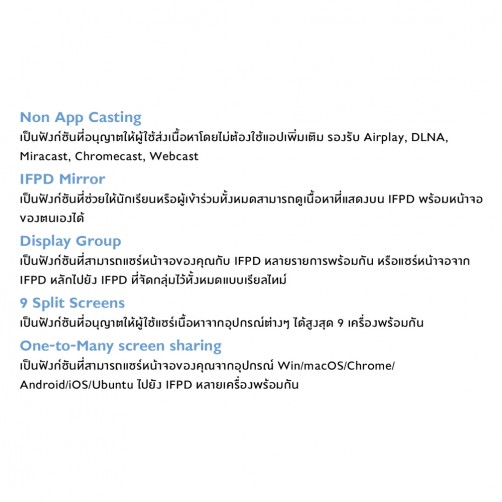 Non App Casting
เป็นฟังก์ชันที่อนุญาตให้ผู้ใช้ส่งเนื้อหาโดยไม่ต้องใช้แอปเพิ่มเติม รองรับ Airplay, DLNA,
Miracast, Chromecast, Webcast
IFPD Mirror
เป็นฟังก์ชันที่ช่วยให้นักเรียนหรือผู้เข้าร่วมทั้งหมดสามารถดูเนื้อหาที่แสดงบน IFPD พร้อมหน้าจอ
ของตนเองได้
Display Group
เป็นฟังก์ชันที่สามารถแชร์หน้าจอของคุณกับ IFPD หลายรายการพร้อมกัน หรือแชร์หน้าจอจาก
IFPD หลักไปยัง IFPD ที่จัดกลุ่มไว้ทั้งหมดแบบเรียลไทม์
9 Split Screens
เป็นฟังก์ชันที่อนุญาตให้ผู้ใช้แชร์เนื้อหาจากอุปกรณ์ต่างๆ ได้สูงสุด 9 เครื่องพร้อมกัน
One-to-Many screen sharing
เป็นฟังก์ชันที่สามารถแชร์หน้าจอของคุณจากอุปกรณ์ Win/macOS/Chrome/
Android/iOS/Ubuntu ไปยัง IFPD หลายเครื่องพร้อมกัน